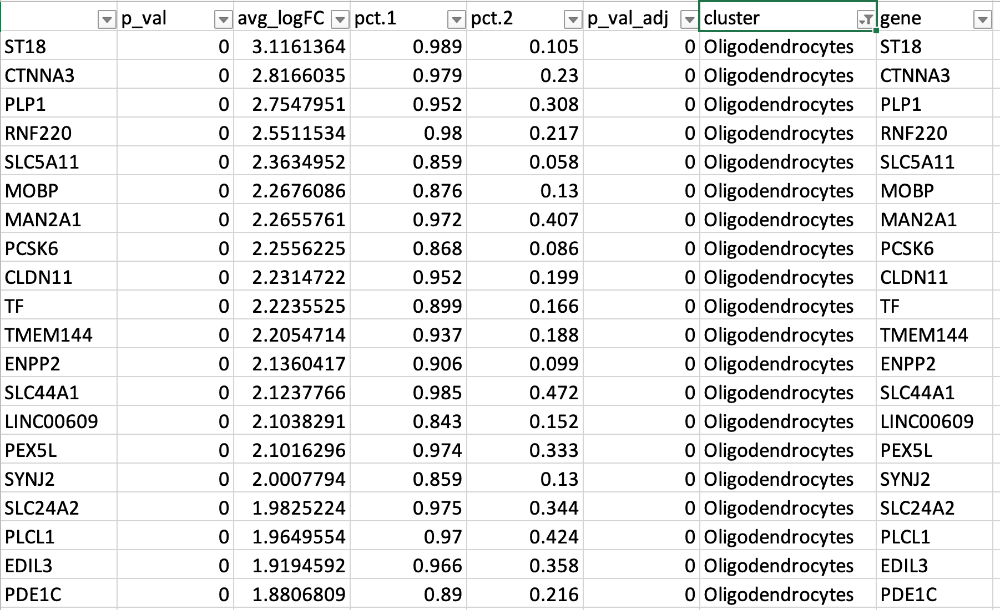 p_val avg_logFC pct.1 pct.2 p_val_adj cluster gene
ST18 0 3.1161364 0.989 0.105 0 Oligodendrocytes ST18
CTNNA3 0 2.8166035 0.979 0.23 0 Oligodendrocytes CTNNA3
PLP1 0 2.7547951 0.952 0.308 0 Oligodendrocytes PLP1
RNF220 0 2.5511534 0.98 0.217 0 Oligodendrocytes RNF220
SLC5A11 0 2.3634952 0.859 0.058 0 Oligodendrocytes SLC5A11
MOBP 0 2.2676086 0.876 0.13 0 Oligodendrocytes MOBP
MAN2A1 0 2.2655761 0.972 0.407 0 Oligodendrocytes MAN2A1
PCSK6 0 2.2556225 0.868 0.086 0 Oligodendrocytes PCSK6
CLDN11 0 2.2314722 0.952 0.199 0 Oligodendrocytes CLDN11
TF 0 2.2235525 0.899 0.166 0 Oligodendrocytes TF
TMEM144 0 2.2054714 0.937 0.188 0 Oligodendrocytes TMEM144
ENPP2 0 2.1360417 0.906 0.099 0 Oligodendrocytes ENPP2
SLC44A1 0 2.1237766 0.985 0.472 0 Oligodendrocytes SLC44A1
LINC00609 0 2.1038291 0.843 0.152 0 Oligodendrocytes LINC00609
PEX5L 0 2.1016296 0.974 0.333 0 Oligodendrocytes PEX5L
SYNJ2 0 2.0007794 0.859 0.13 0 Oligodendrocytes SYNJ2
SLC24A2 0 1.9825224 0.975 0.344 0 Oligodendrocytes SLC24A2
PLCL1 0 1.9649554 0.97 0.424 0 Oligodendrocytes PLCL1
EDIL3 0 1.9194592 0.966 0.358 0 Oligodendrocytes EDIL3
PDE1C 0 1.8806809 0.89 0.216 0 Oligodendrocytes PDE1C